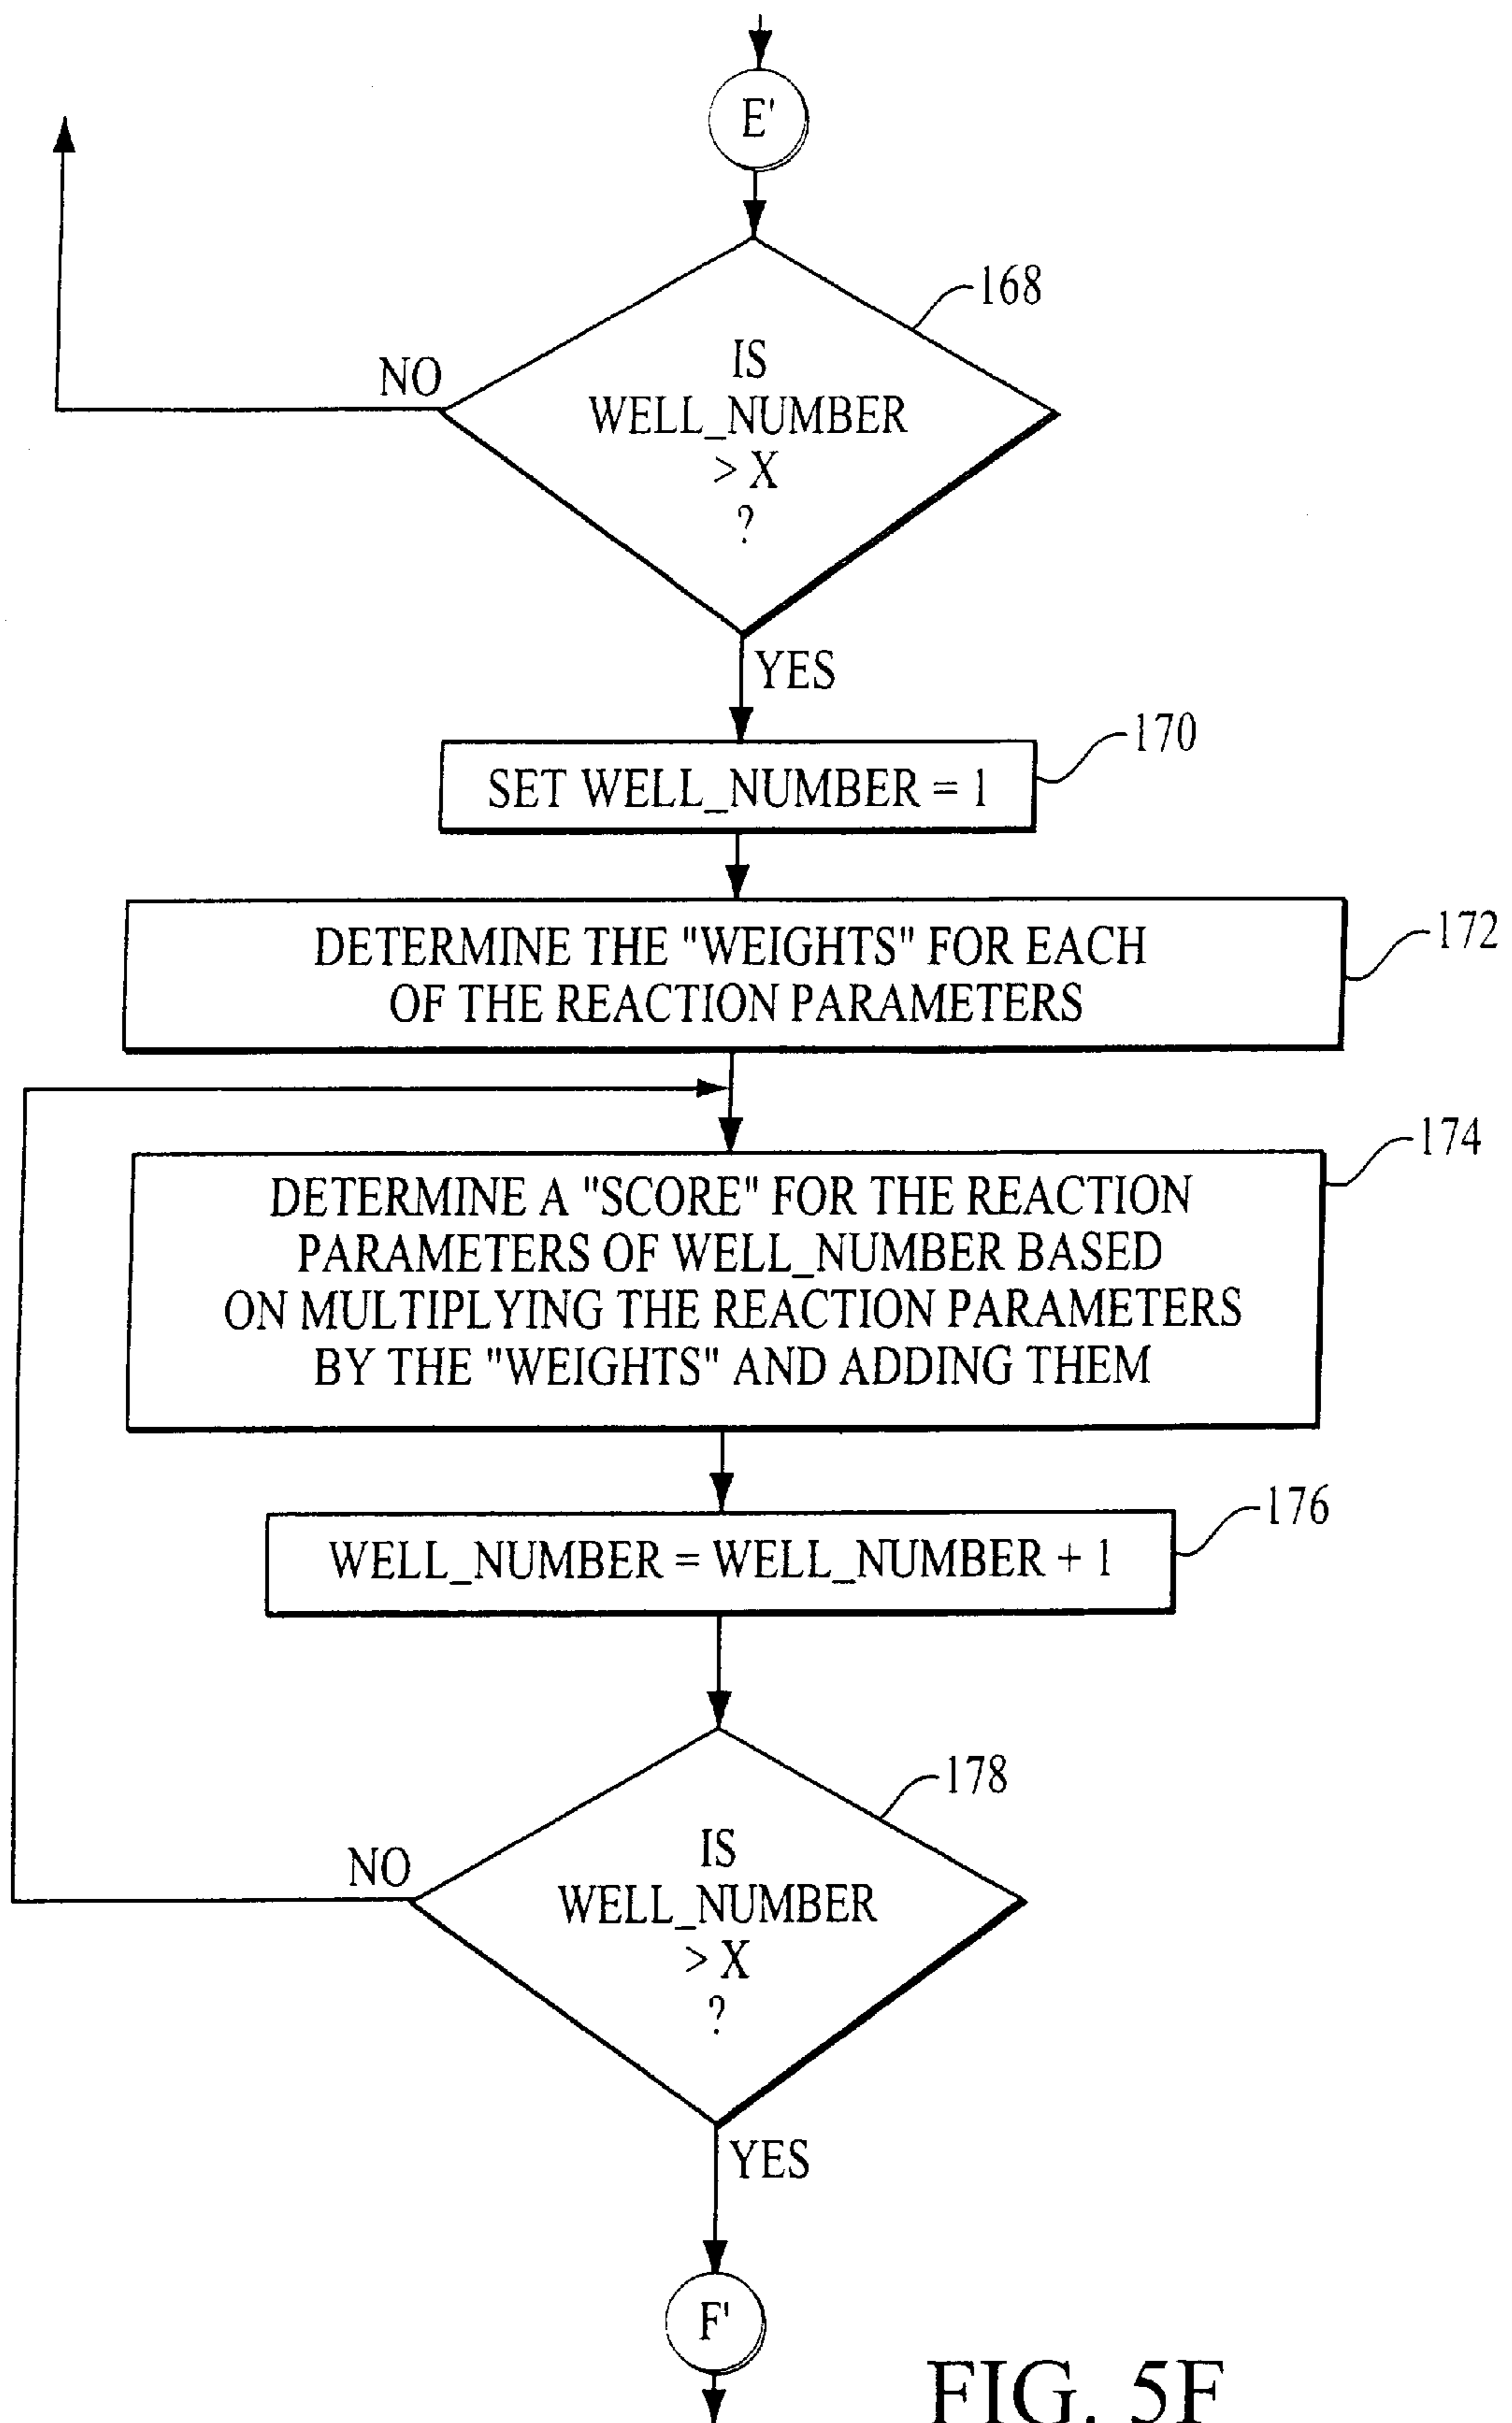 E'
168
IS
WELL_NUMBER
> X
?
NO
YES
170
SET WELL_NUMBER = 1
172
DETERMINE THE "WEIGHTS" FOR EACH
OF THE REACTION PARAMETERS
174
DETERMINE A "SCORE" FOR THE REACTION
PARAMETERS OF WELL_NUMBER BASED
ON MULTIPLYING THE REACTION PARAMETERS
BY THE "WEIGHTS" AND ADDING THEM
176
WELL_NUMBER = WELL_NUMBER + 1
178
IS
WELL_NUMBER
> X
?
NO
YES
F'
FIG. 5F